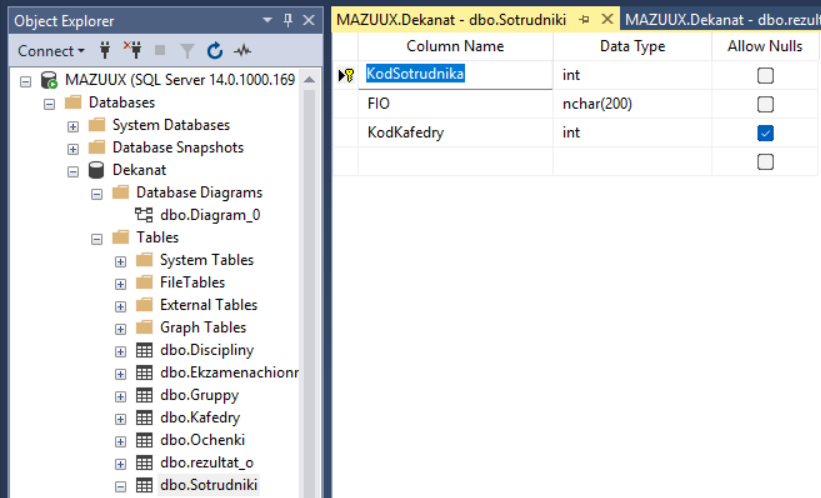 Object Explorer
Connect
MAZUUX (SQL Server 14.0.1000.169
Databases
System Databases
Database Snapshots
Dekanat
Database Diagrams
dbo.Diagram_0
Tables
System Tables
FileTables
External Tables
Graph Tables
dbo.Discipliny
dbo.Ekzamenachionn
dbo.Gruppy
dbo.Kafedry
dbo.Ochenki
dbo.rezultat_o
dbo.Sotrudniki
MAZUUX.Dekanat - dbo.Sotrudniki MAZUUX.Dekanat - dbo.rezult
Column Name Data Type Allow Nulls
KodSotrudnika int
FIO nchar(200)
KodKafedry int